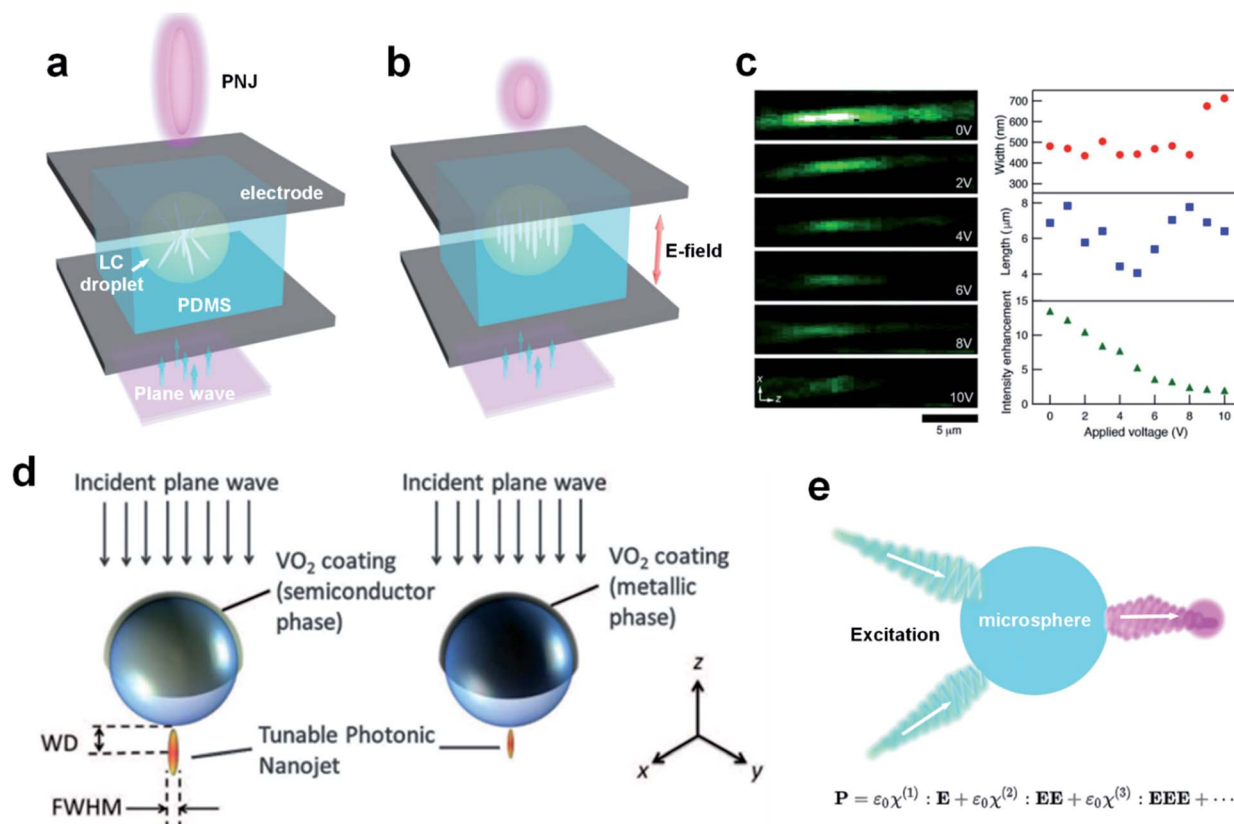 a
PNJ
electrode
LC
droplet
PDMS
Plane wave
b
E-field
c
0V
2V
4V
6V
8V
10V
x
z
5 μm
Width (nm)
700
600
500
400
300
Length (μm)
8
6
4
Intensity enhancement
15
10
5
0
0 2 4 6 8 10
Applied voltage (V)
d
Incident plane wave
VO₂ coating
(semiconductor
phase)
Incident plane wave
VO₂ coating
(metallic
phase)
WD
FWHM
Tunable Photonic
Nanojet
z
x
y
e
Excitation
microsphere
P = ε₀χ⁽¹⁾ : E + ε₀χ⁽²⁾ : EE + ε₀χ⁽³⁾ : EEE + ⋯